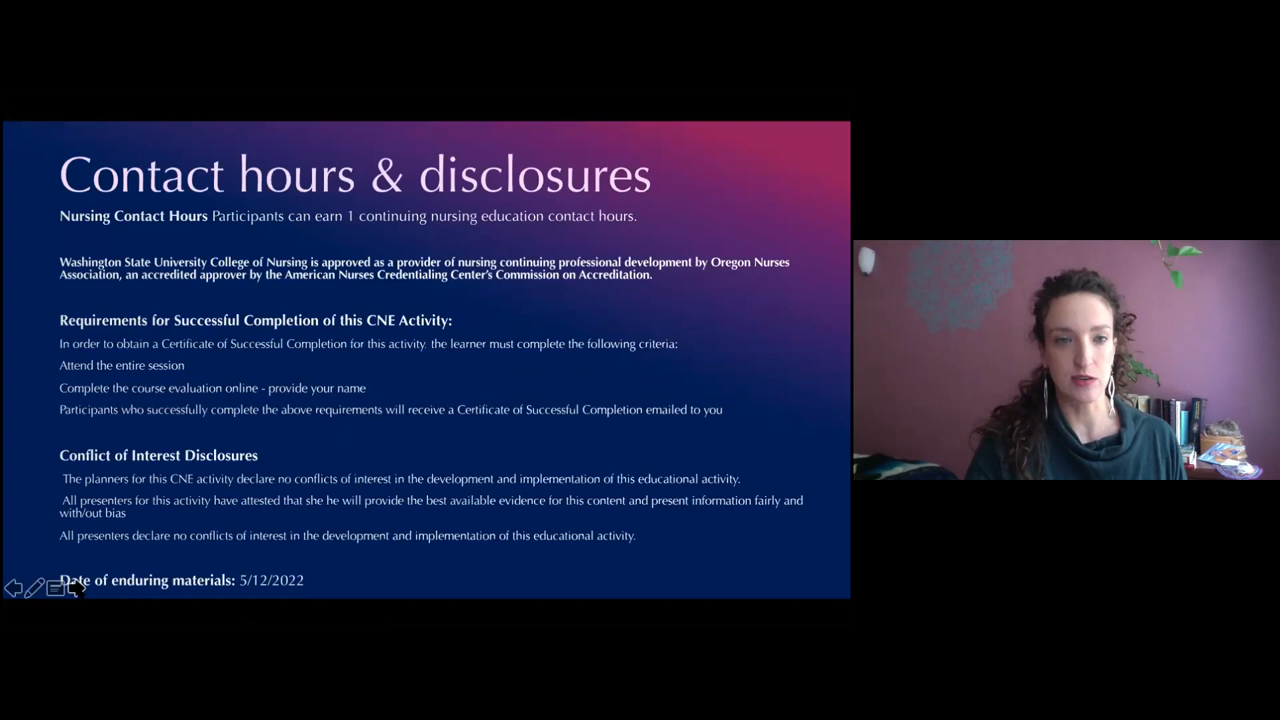 Contact hours & disclosures
Nursing Contact Hours Participants can earn 1 continuing nursing education contact hours.
Washington State University College of Nursing is approved as a provider of nursing continuing professional development by Oregon Nurses
Association, an accredited approver by the American Nurses Credentialing Center's Commission on Accreditation.
Requirements for Successful Completion of this CNE Activity:
In order to obtain a Certificate of Successful Completion for this activity, the learner must complete the following criteria:
Attend the entire session
Complete the course evaluation online - provide your name
Participants who successfully complete the above requirements will receive a Certificate of Successful Completion emailed to you
Conflict of Interest Disclosures
The planners for this CNE activity declare no conflicts of interest in the development and implementation of this educational activity.
All presenters for this activity have attested that she he will provide the best available evidence for this content and present information fairly and
with/out bias
All presenters declare no conflicts of interest in the development and implementation of this educational activity.
Date of enduring materials: 5/12/2022